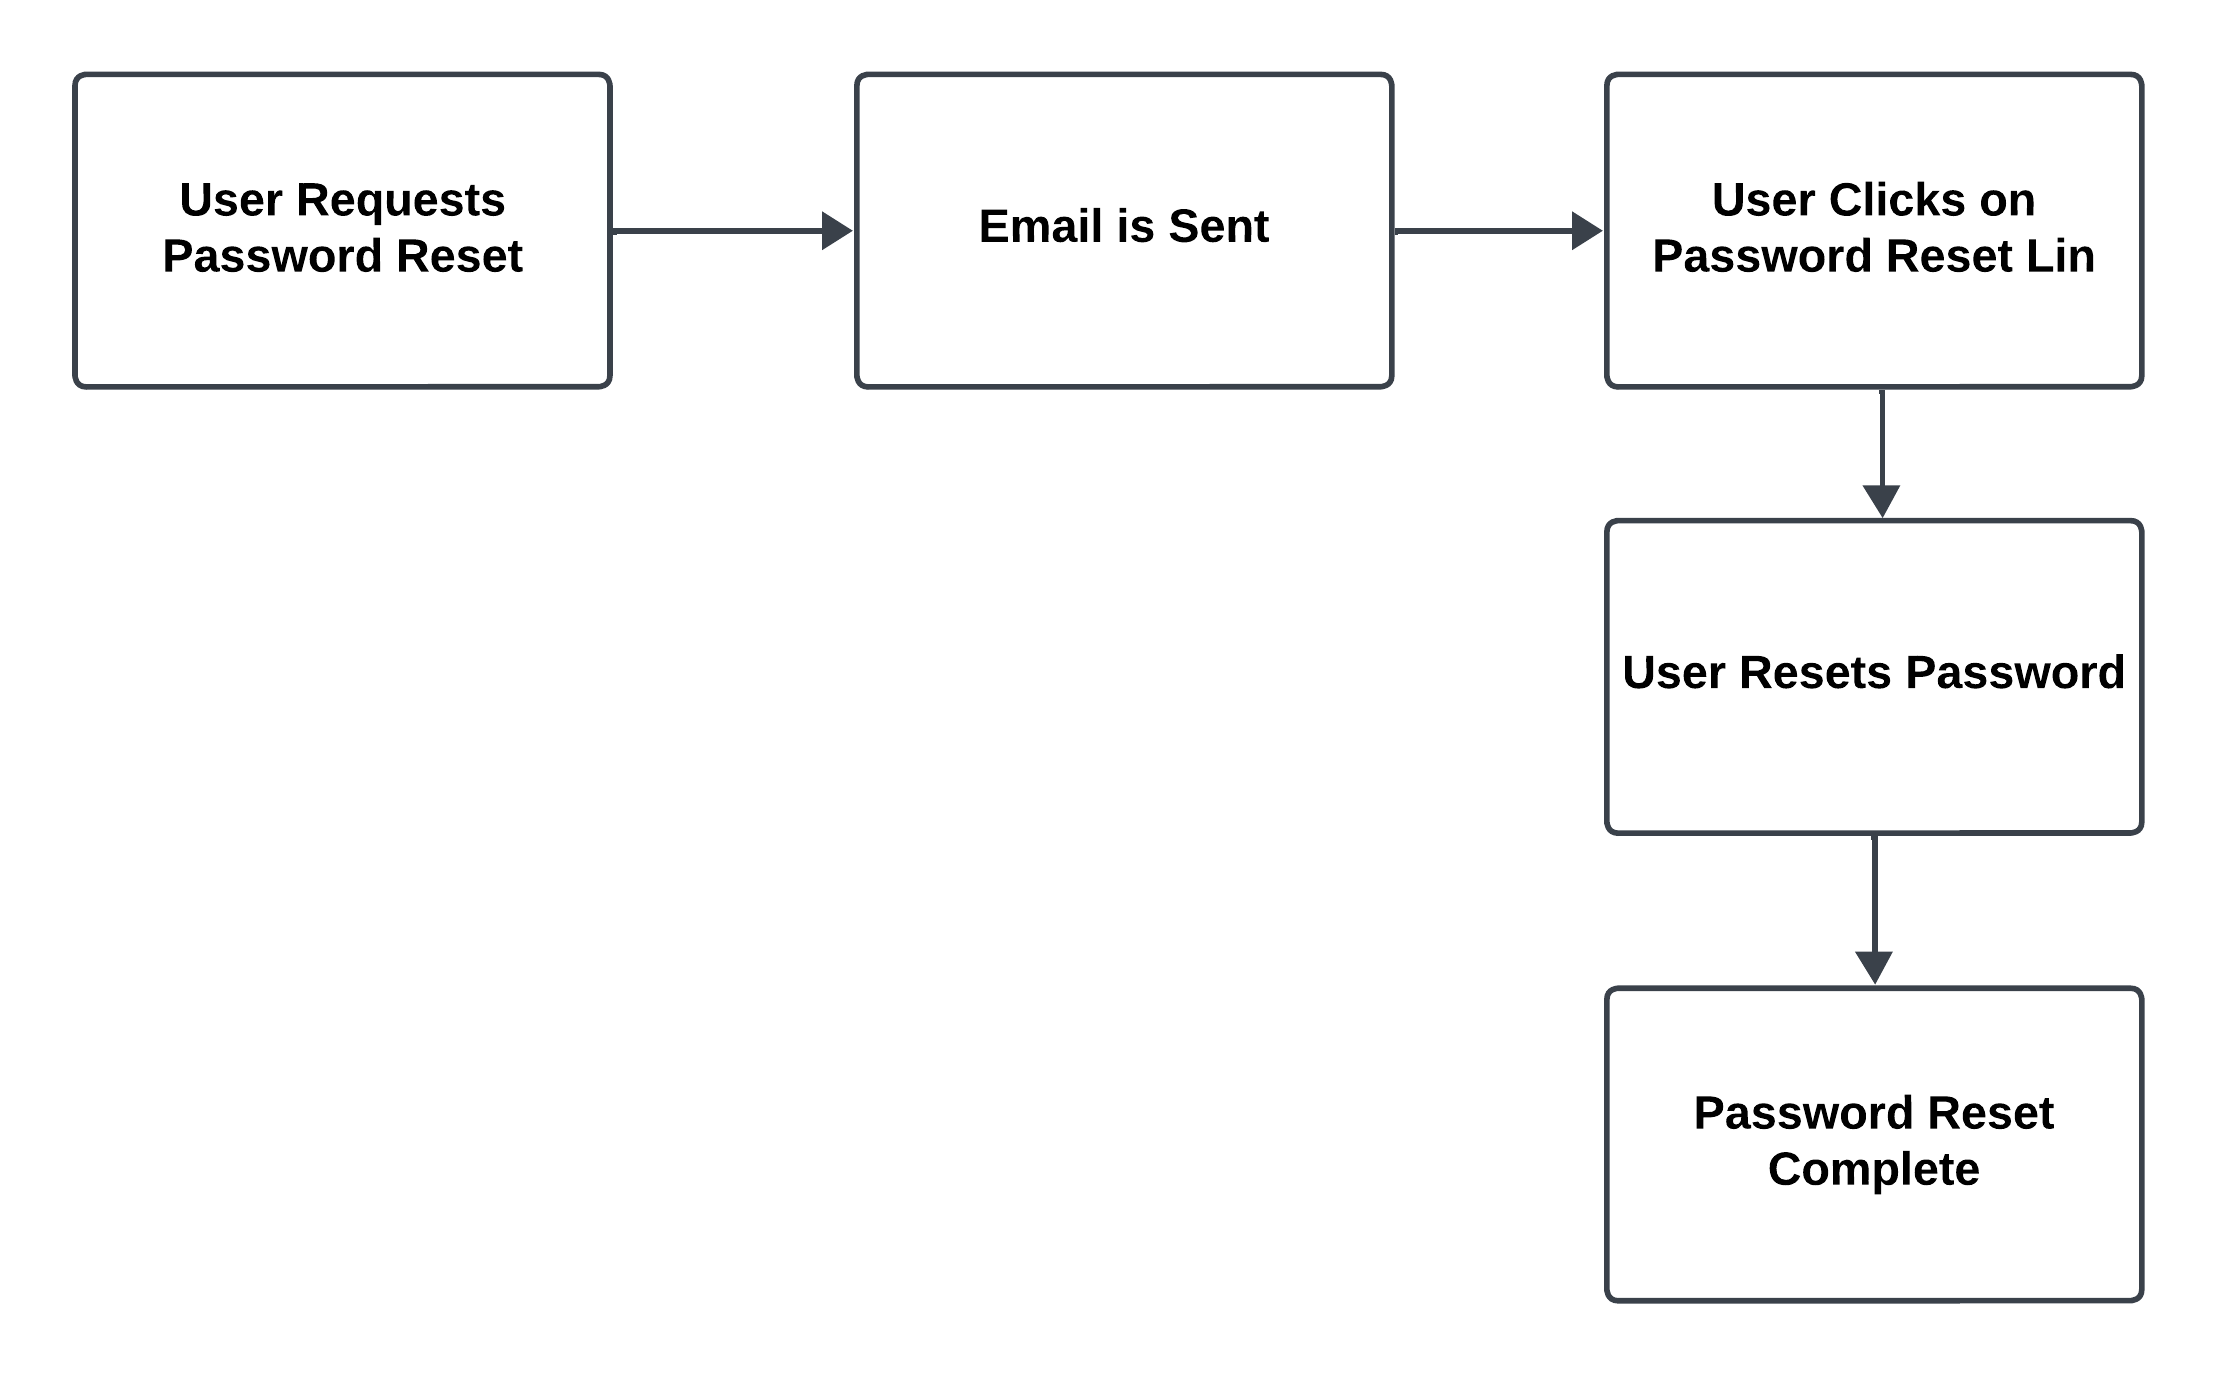 User Requests
Password Reset
Email is Sent
User Clicks on
Password Reset Lin
User Resets Password
Password Reset
Complete